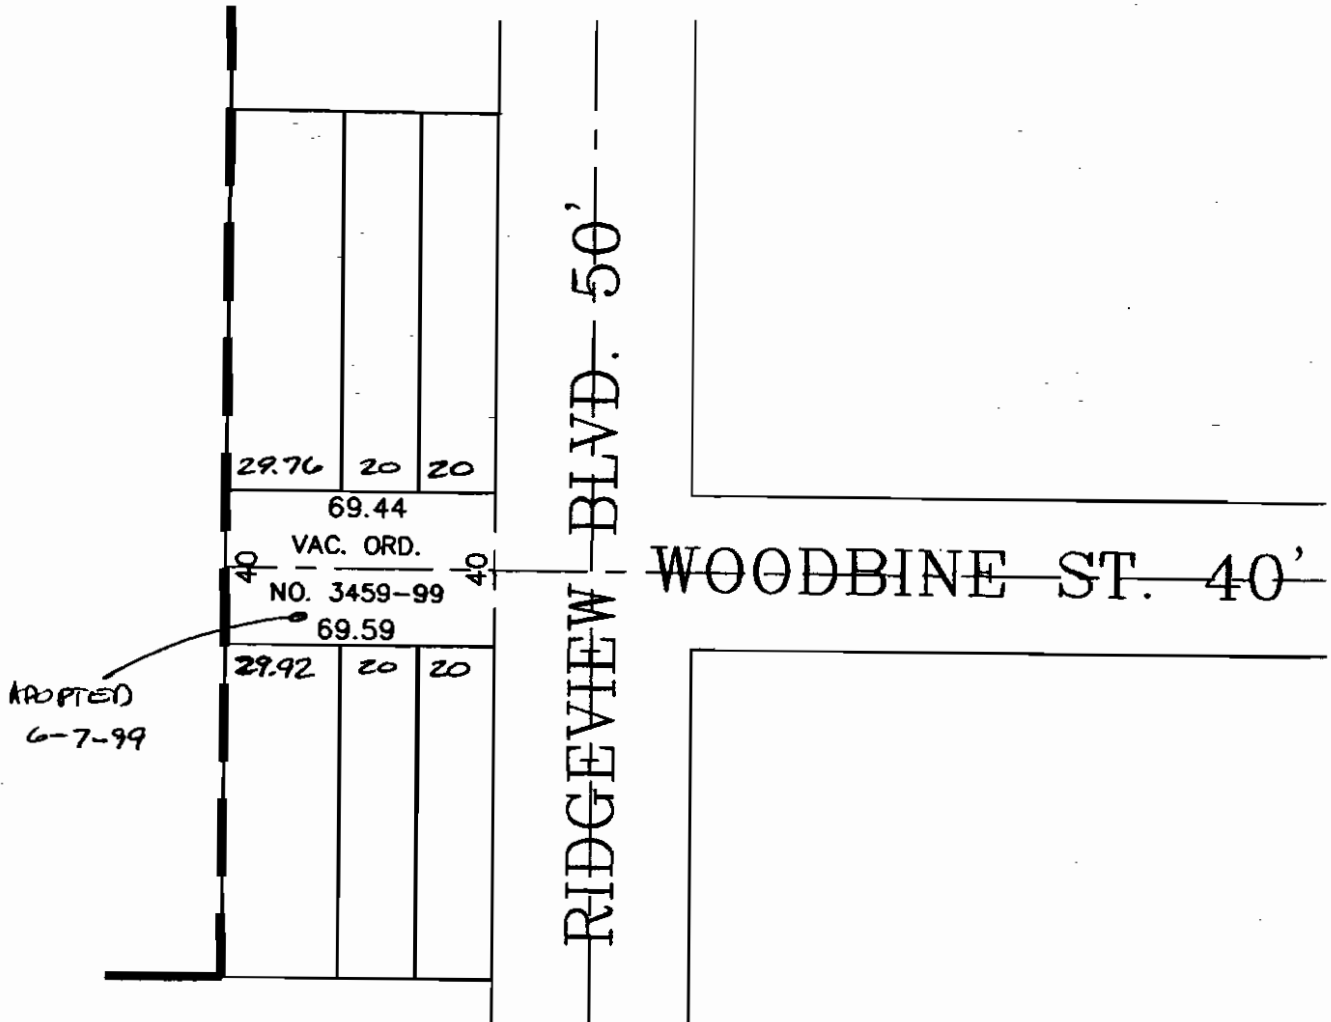 RIDGEVIEW BLVD. 50'
29.76 20 20
69.44
VAC. ORD.
40 40
NO. 3459-99
69.59
29.92 20 20
WOODBINE ST. 40'
ADOPTED
6-7-99